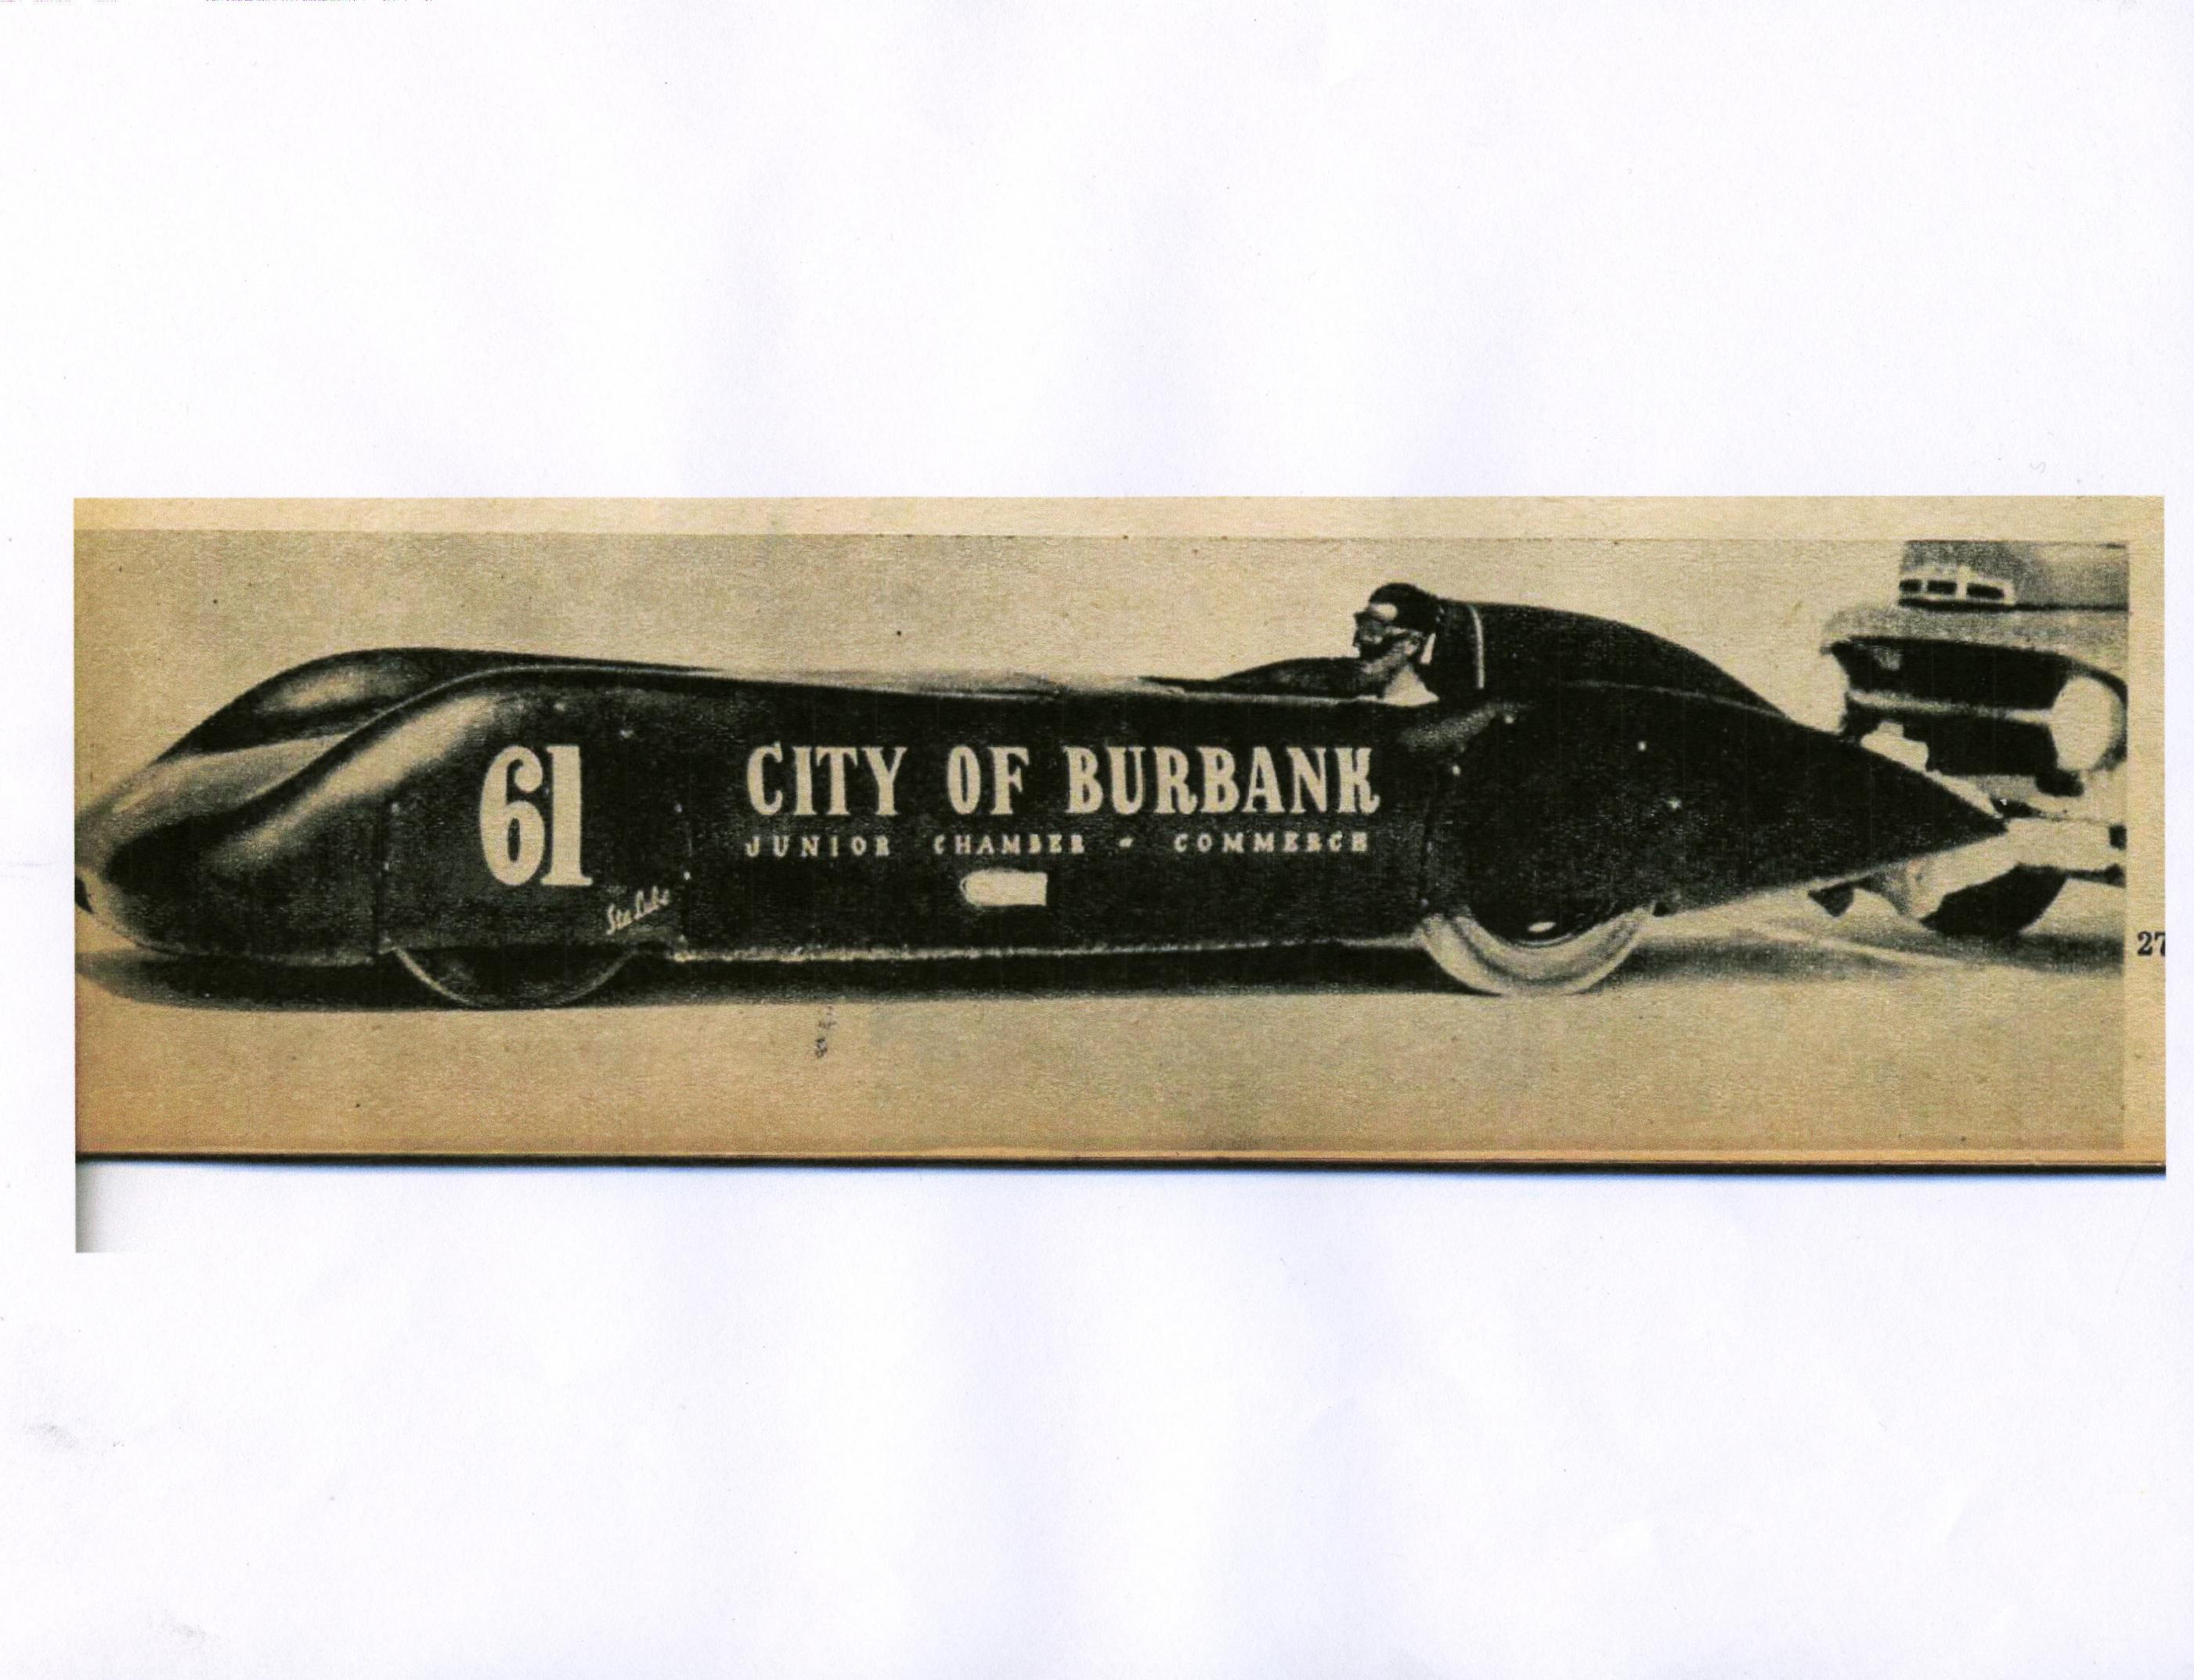 61
CITY OF BURBANK
JUNIOR CHAMBER - COMMERCE
Sta-Lube
27